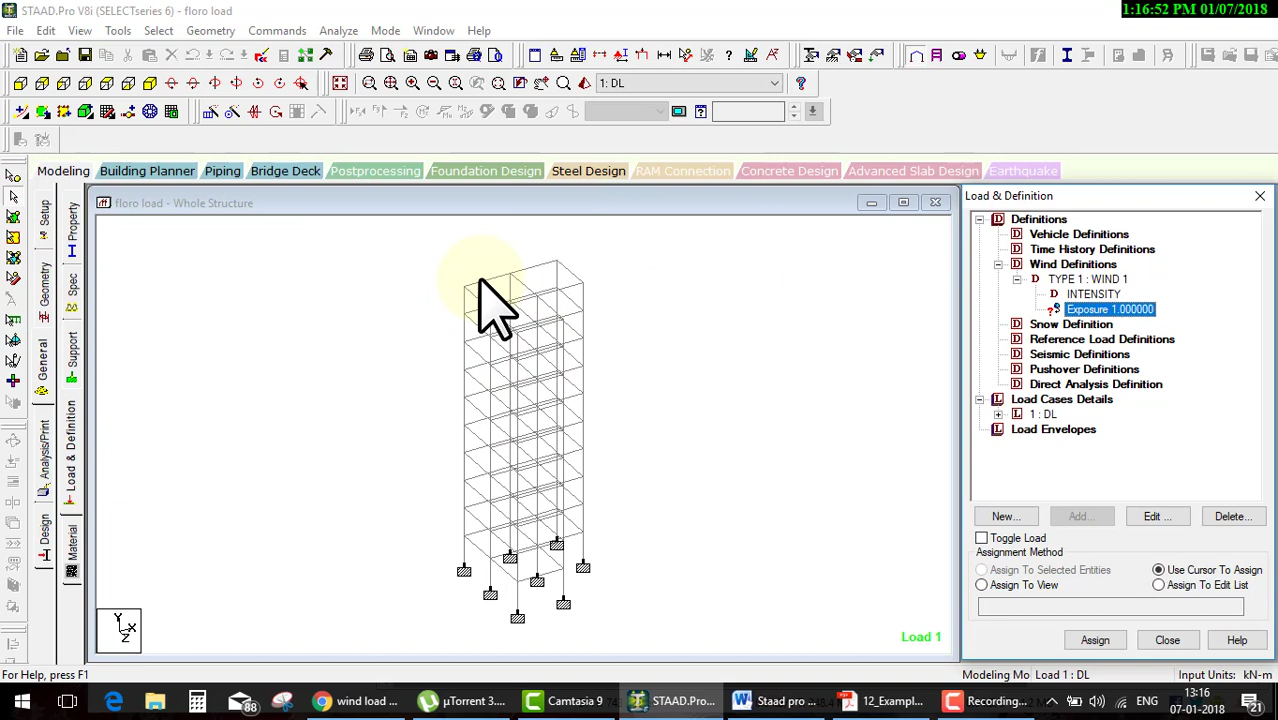 STAAD.Pro V8i (SELECTseries 6) - floro load
1:16:52 PM 01/07/2018
File Edit View Tools Select Geometry Commands Analyze Mode Window Help
1: DL
Modeling Building Planner Piping Bridge Deck Postprocessing Foundation Design Steel Design RAM Connection Concrete Design Advanced Slab Design Earthquake
floro load - Whole Structure
Load & Definition
Setup
Geometry
General
Analysis/Print
Design
Property
Spec
Support
Load & Definition
Material
Definitions
Vehicle Definitions
Time History Definitions
Wind Definitions
TYPE 1 : WIND 1
INTENSITY
Exposure 1.000000
Snow Definition
Reference Load Definitions
Seismic Definitions
Pushover Definitions
Direct Analysis Definition
Load Cases Details
1 : DL
Load Envelopes
New... Add... Edit ... Delete...
Toggle Load
Assignment Method
Assign To Selected Entities Use Cursor To Assign
Assign To View Assign To Edit List
Assign Close Help
Y
X
Z
Load 1
For Help, press F1
Modeling Mo Load 1 : DL Input Units: kN-m
88 wind load ... µTorrent 3.... Camtasia 9 STAAD.Pro... Staad pro ... 12_Exampl... Recording... ENG 13:16
07-01-2018 21